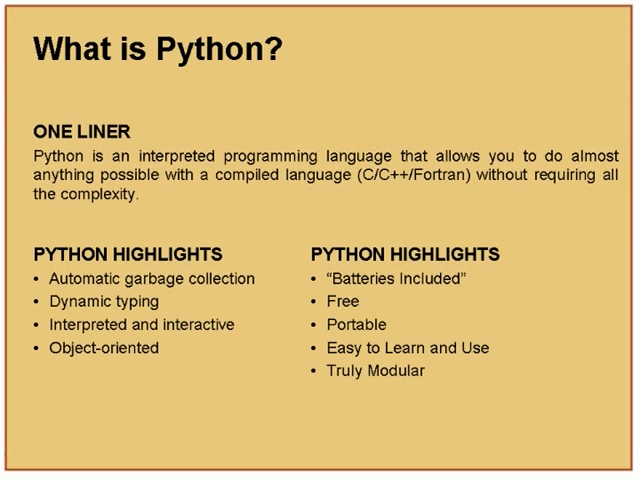 What is Python?
ONE LINER
Python is an interpreted programming language that allows you to do almost
anything possible with a compiled language (C/C++/Fortran) without requiring all
the complexity.
PYTHON HIGHLIGHTS
• Automatic garbage collection
• Dynamic typing
• Interpreted and interactive
• Object-oriented
PYTHON HIGHLIGHTS
• “Batteries Included”
• Free
• Portable
• Easy to Learn and Use
• Truly Modular